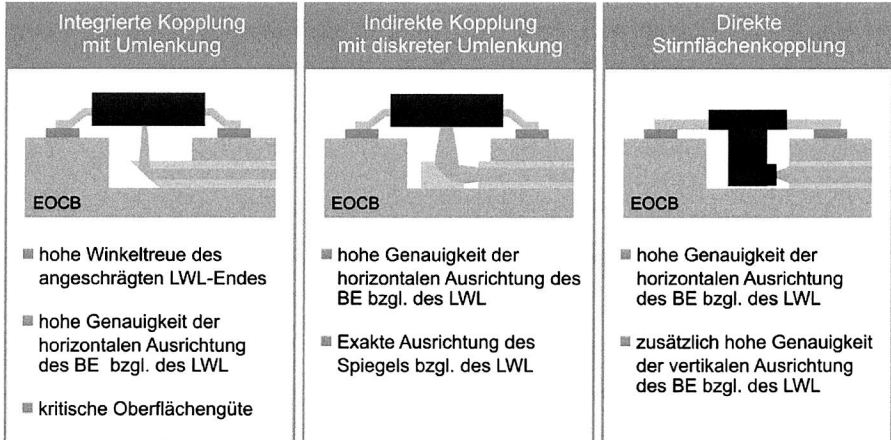 Integrierte Kopplung
mit Umlenkung
EOCB
hohe Winkeltreue des
angeschrägten LWL-Endes
hohe Genauigkeit der
horizontalen Ausrichtung
des BE bzgl. des LWL
kritische Oberflächengüte
Indirekte Kopplung
mit diskreter Umlenkung
EOCB
hohe Genauigkeit der
horizontalen Ausrichtung des
BE bzgl. des LWL
Exakte Ausrichtung des
Spiegels bzgl. des LWL
Direkte
Stirnflächenkopplung
EOCB
hohe Genauigkeit der
horizontalen Ausrichtung
des BE bzgl. des LWL
zusätzlich hohe Genauigkeit
der vertikalen Ausrichtung
des BE bzgl. des LWL